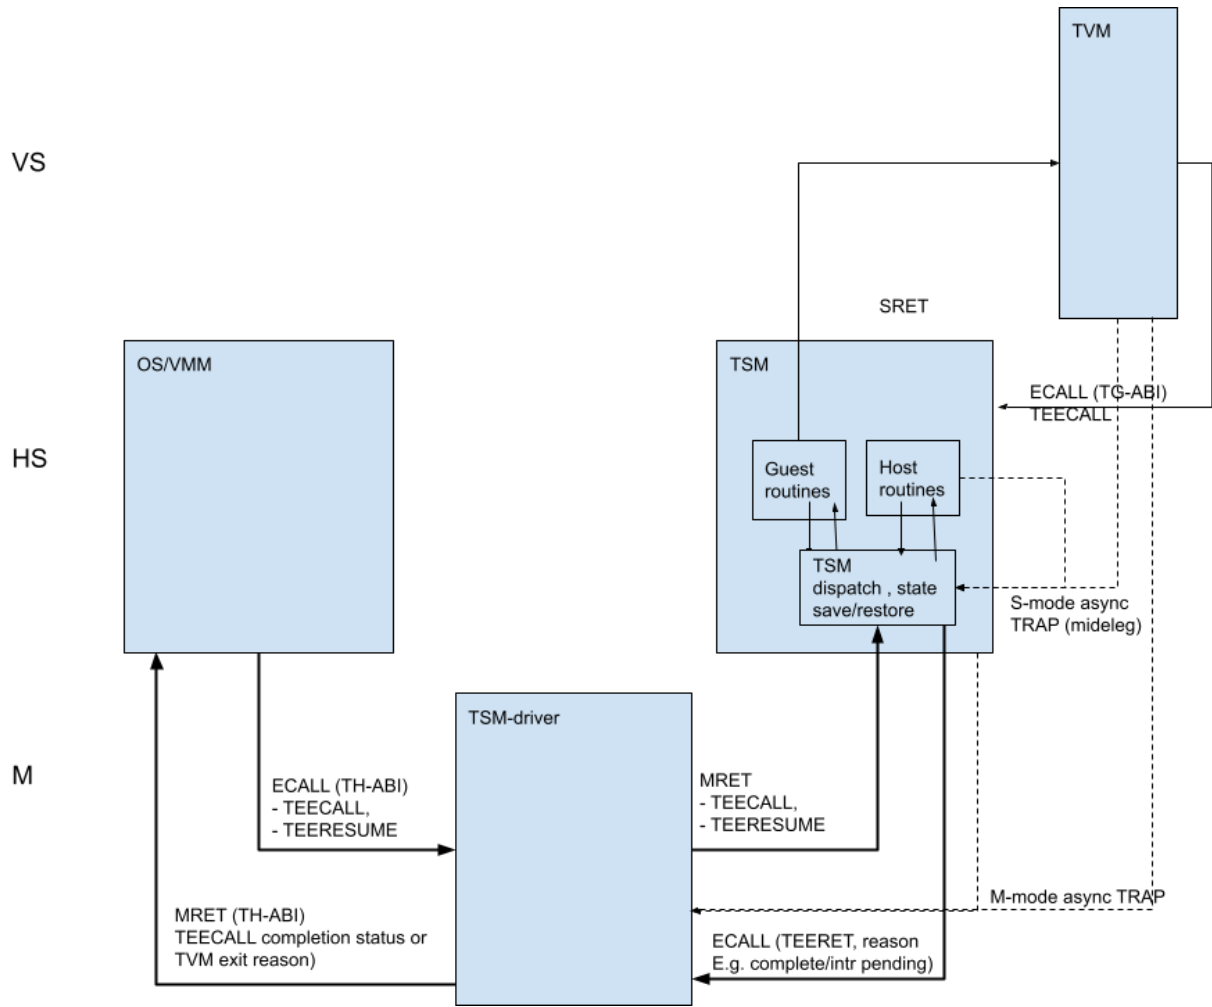 TVM
VS
SRET
OS/VMM
TSM
ECALL (TG-ABI)
TEECALL
HS
Guest
routines
Host
routines
TSM
dispatch , state
save/restore
S-mode async
TRAP (mideleg)
TSM-driver
M
ECALL (TH-ABI)
- TEECALL,
- TEERESUME
MRET
- TEECALL,
- TEERESUME
M-mode async TRAP
MRET (TH-ABI)
TEECALL completion status or
TVM exit reason)
ECALL (TEERET, reason
E.g. complete/intr pending)